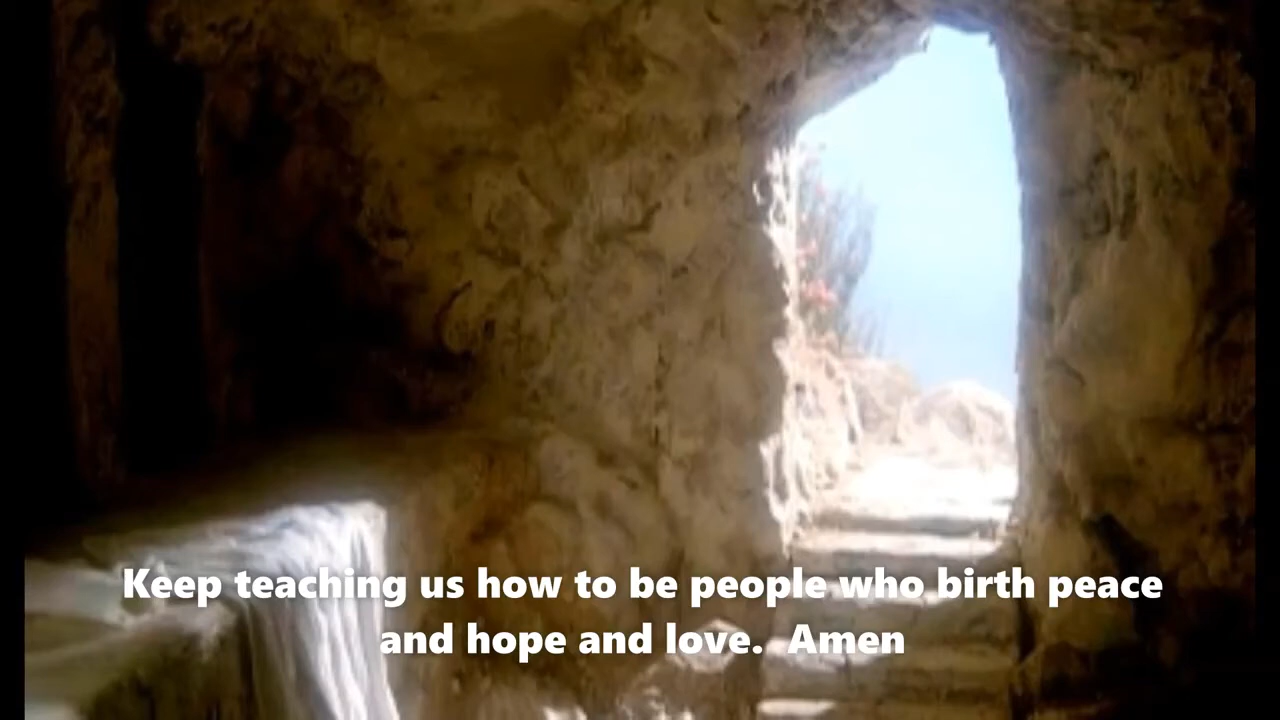 Keep teaching us how to be people who birth peace
and hope and love.  Amen